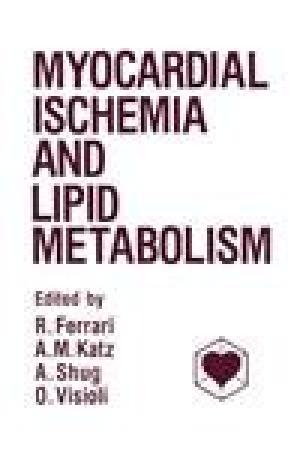 MYOCARDIAL
ISCHEMIA
AND
LIPID
METABOLISM
Edited by
R. Ferrari
A. M. Katz
A. Shug
O. Visioli